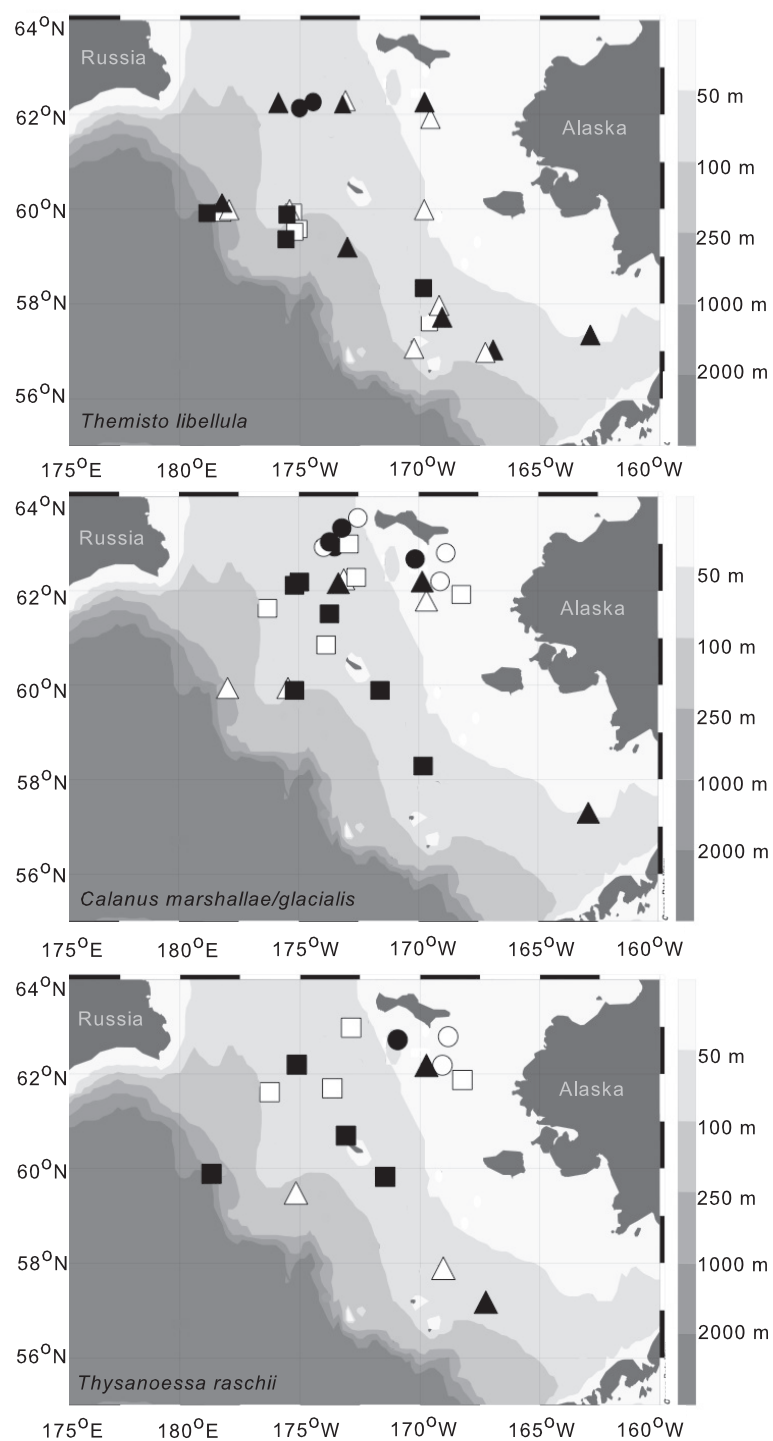 64°N
Russia
50 m
62°N
Alaska
100 m
60°N
250 m
58°N
1000 m
2000 m
56°N
Themisto libellula
175°E 180°E 175°W 170°W 165°W 160°W
64°N
Russia
50 m
62°N
Alaska
100 m
60°N
250 m
58°N
1000 m
2000 m
56°N
Calanus marshallae/glacialis
175°E 180°E 175°W 170°W 165°W 160°W
64°N
Russia
50 m
62°N
Alaska
100 m
60°N
250 m
58°N
1000 m
2000 m
56°N
Thysanoessa raschii
175°E 180°E 175°W 170°W 165°W 160°W